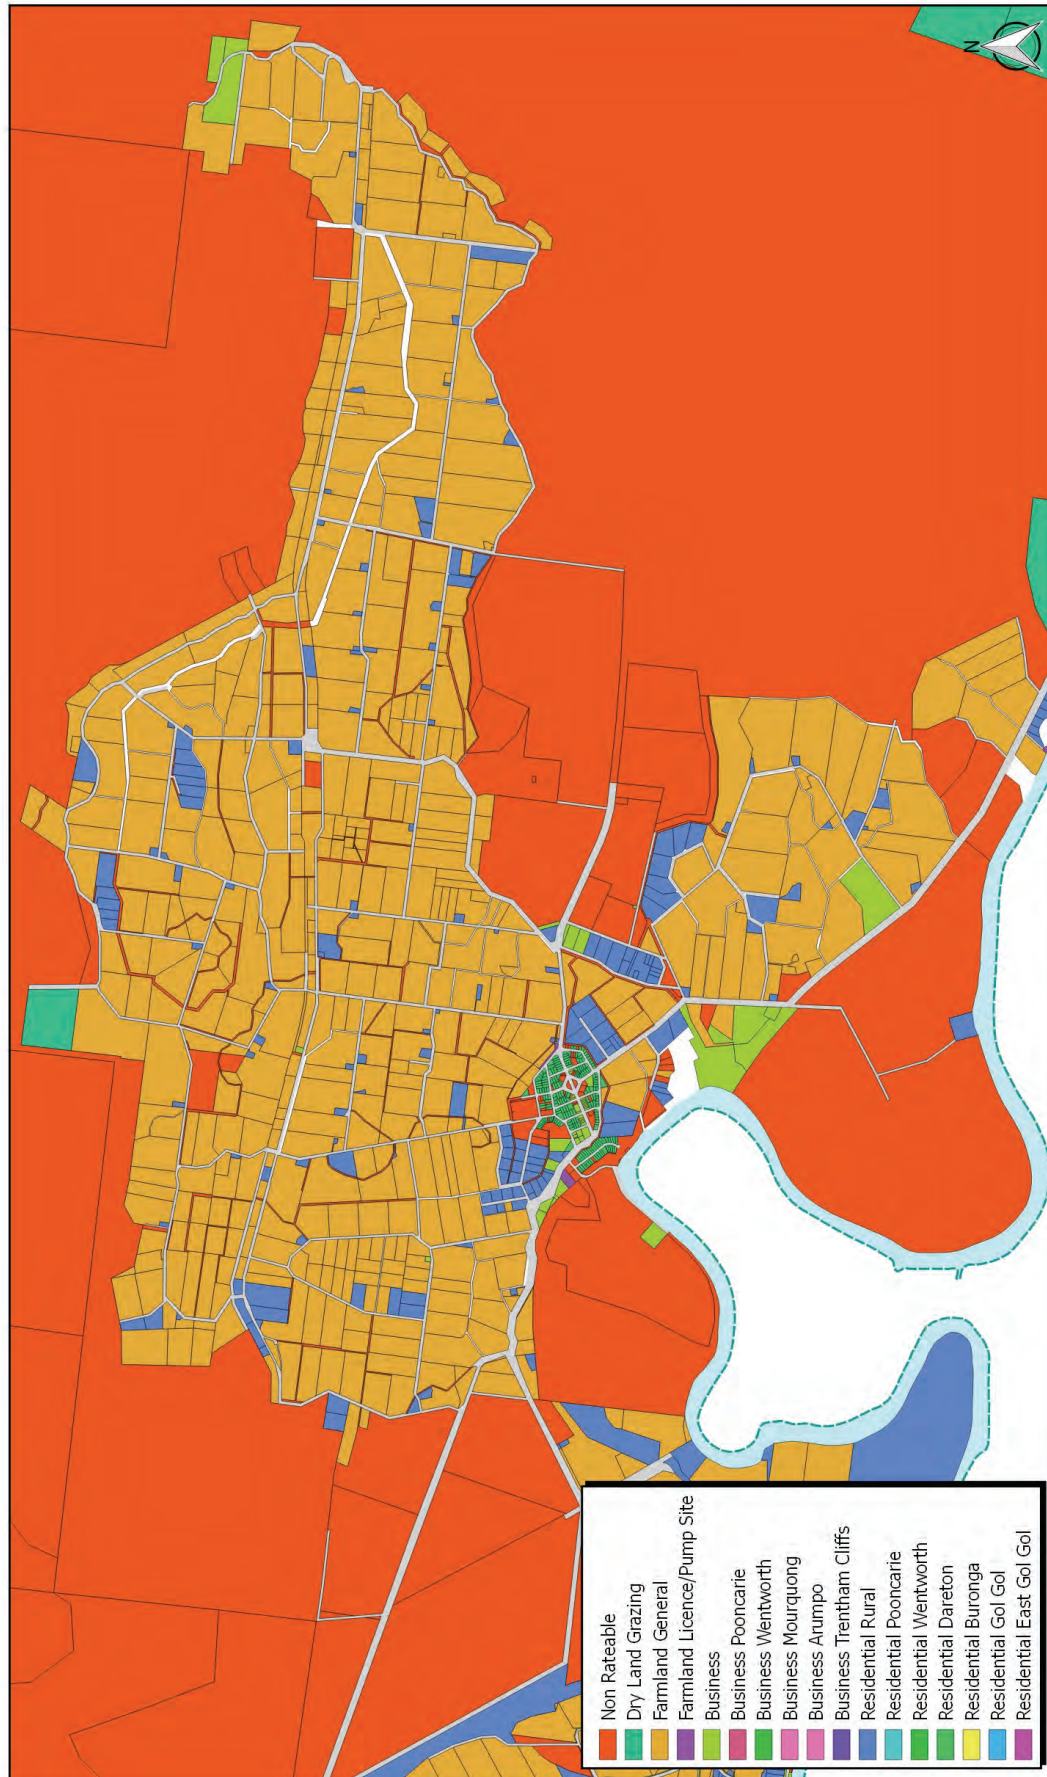 N
Non Rateable
Dry Land Grazing
Farmland General
Farmland Licence/Pump Site
Business
Business Pooncarie
Business Wentworth
Business Mourquong
Business Arumpo
Business Trentham Cliffs
Residential Rural
Residential Pooncarie
Residential Wentworth
Residential Dareton
Residential Buronga
Residential Gol Gol
Residential East Gol Gol